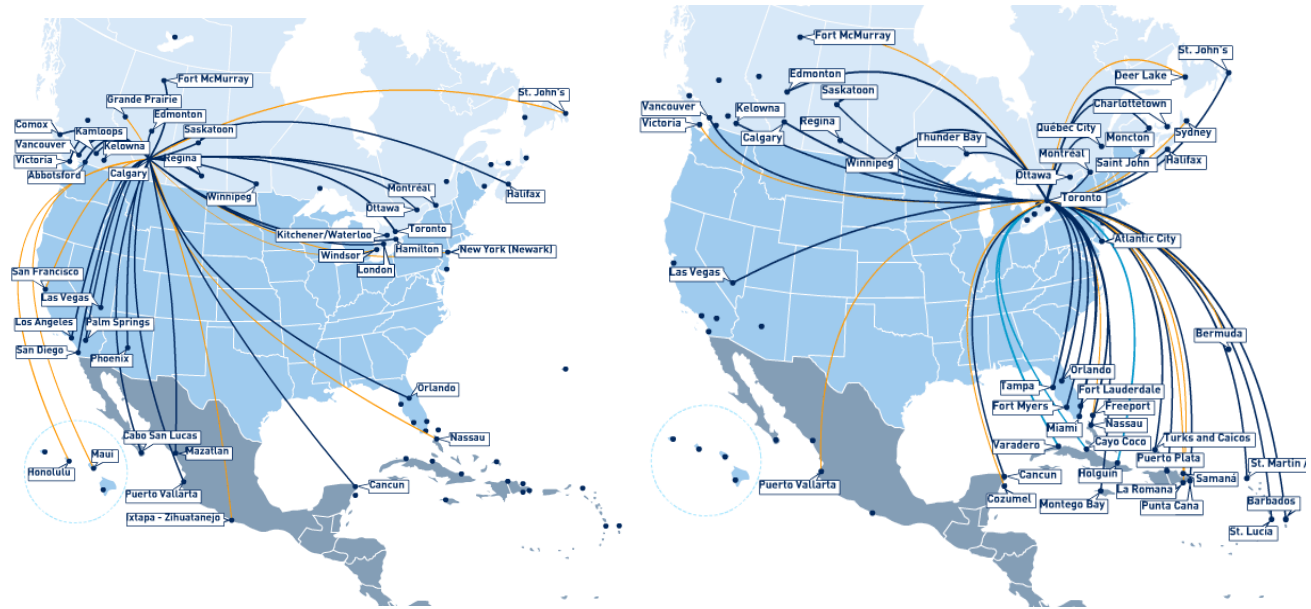 Fort McMurray
Grande Prairie
St. John's
Edmonton
Comox
Kamloops
Saskatoon
Vancouver
Kelowna
Victoria
Regina
Abbotsford
Calgary
Winnipeg
Montréal
Halifax
Ottawa
Toronto
Kitchener/Waterloo
Hamilton
New York (Newark)
Windsor
London
San Francisco
Las Vegas
Los Angeles
Palm Springs
San Diego
Phoenix
Orlando
Nassau
Cabo San Lucas
Maui
Mazatlan
Honolulu
Puerto Vallarta
Cancun
Ixtapa - Zihuatanejo
Fort McMurray
St. John's
Edmonton
Deer Lake
Saskatoon
Vancouver
Kelowna
Charlottetown
Victoria
Regina
Québec City
Sydney
Calgary
Thunder Bay
Moncton
Winnipeg
Montréal
Saint John
Halifax
Ottawa
Toronto
Atlantic City
Las Vegas
Bermuda
Orlando
Tampa
Fort Lauderdale
Fort Myers
Freeport
Miami
Nassau
Varadero
Cayo Coco
Turks and Caicos
Puerto Plata
Puerto Vallarta
Cancun
Holguin
St. Martin /
Samaná
Cozumel
La Romana
Montego Bay
Barbados
Punta Cana
St. Lucia